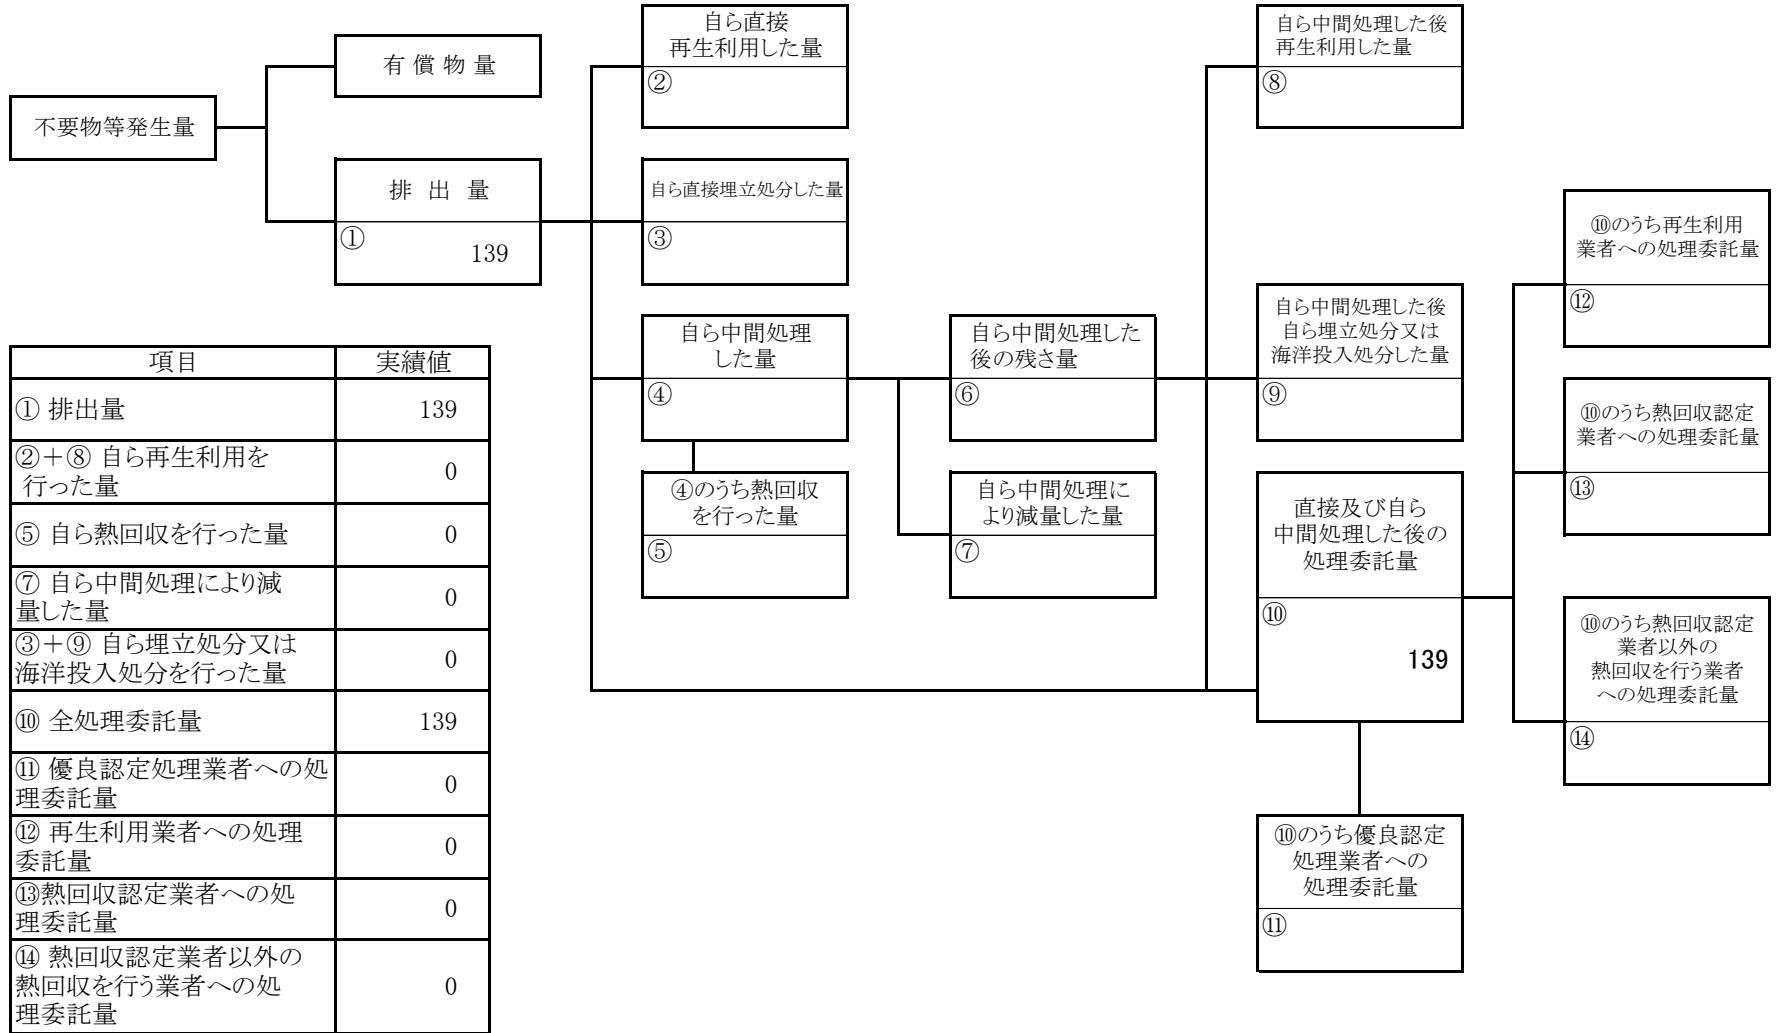 不要物等発生量
有償物量
排出量
①
139
自ら直接
再生利用した量
②
自ら直接埋立処分した量
③
自ら中間処理
した量
④
④のうち熱回収
を行った量
⑤
自ら中間処理した
後の残さ量
⑥
自ら中間処理に
より減量した量
⑦
自ら中間処理した後
再生利用した量
⑧
自ら中間処理した後
自ら埋立処分又は
海洋投入処分した量
⑨
直接及び自ら
中間処理した後の
処理委託量
⑩
139
⑩のうち優良認定
処理業者への
処理委託量
⑪
⑩のうち再生利用
業者への処理委託量
⑫
⑩のうち熱回収認定
業者への処理委託量
⑬
⑩のうち熱回収認定
業者以外の
熱回収を行う業者
への処理委託量
⑭
項目 実績値
① 排出量 139
②＋⑧ 自ら再生利用を
行った量 0
⑤ 自ら熱回収を行った量 0
⑦ 自ら中間処理により減
量した量 0
③＋⑨ 自ら埋立処分又は
海洋投入処分を行った量 0
⑩ 全処理委託量 139
⑪ 優良認定処理業者への処
理委託量 0
⑫ 再生利用業者への処理
委託量 0
⑬熱回収認定業者への処
理委託量 0
⑭ 熱回収認定業者以外の
熱回収を行う業者への処
理委託量 0